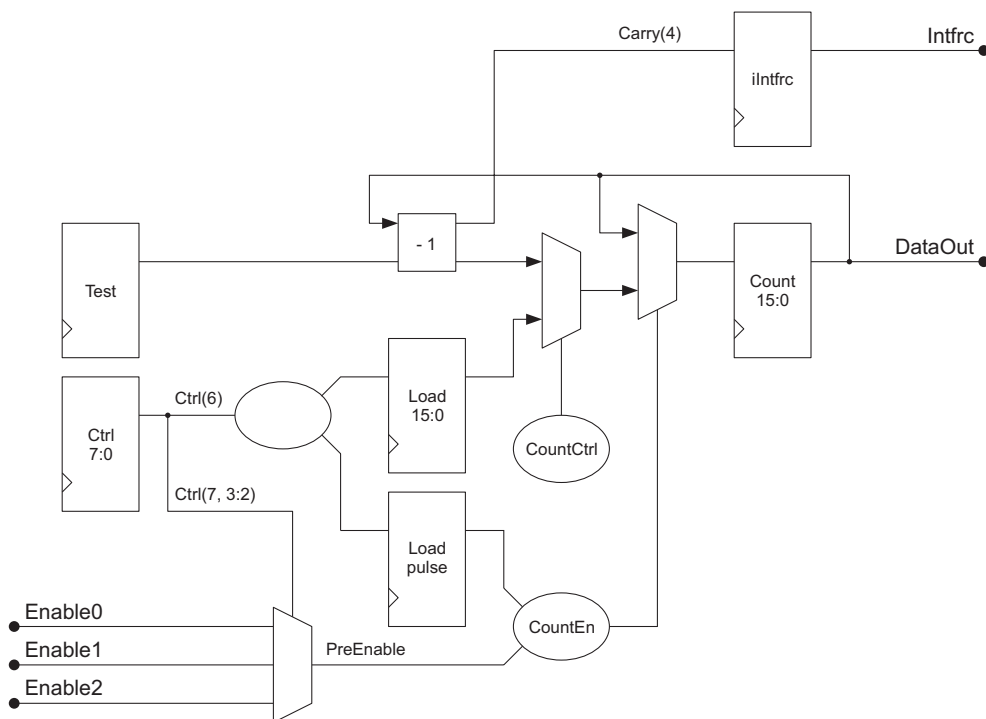 Carry(4)
Intfrc
iIntfrc
- 1
DataOut
Test
Count
15:0
Ctrl(6)
Load
15:0
Ctrl
7:0
CountCtrl
Ctrl(7, 3:2)
Load
pulse
Enable0
CountEn
Enable1
PreEnable
Enable2